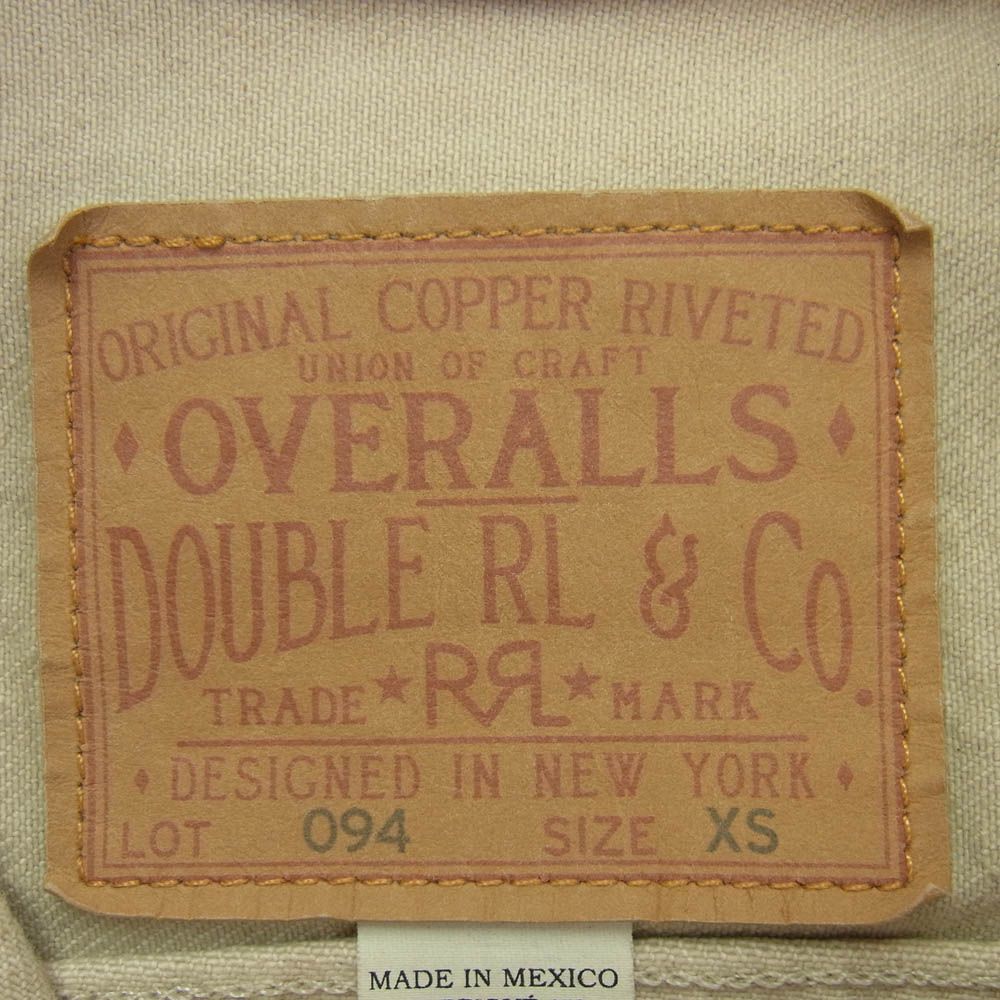 ORIGINAL COPPER RIVETED
UNION OF CRAFT
OVERALLS
DOUBLE RL & Co.
TRADE ★ RRL ★ MARK
DESIGNED IN NEW YORK
LOT 094 SIZE XS
MADE IN MEXICO